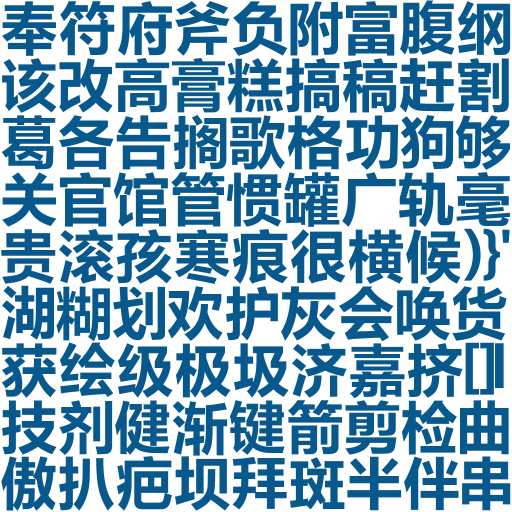 奉符府斧负附富腹纲
该改高膏糕搞稿赶割
葛各告搁歌格功狗够
关官馆管惯罐广轨毫
贵滚孩寒痕很横候)}'
湖糊划欢护灰会唤货
获绘级极圾济嘉挤[]|
技剂健渐键箭剪检曲
傲扒疤坝拜斑半伴串